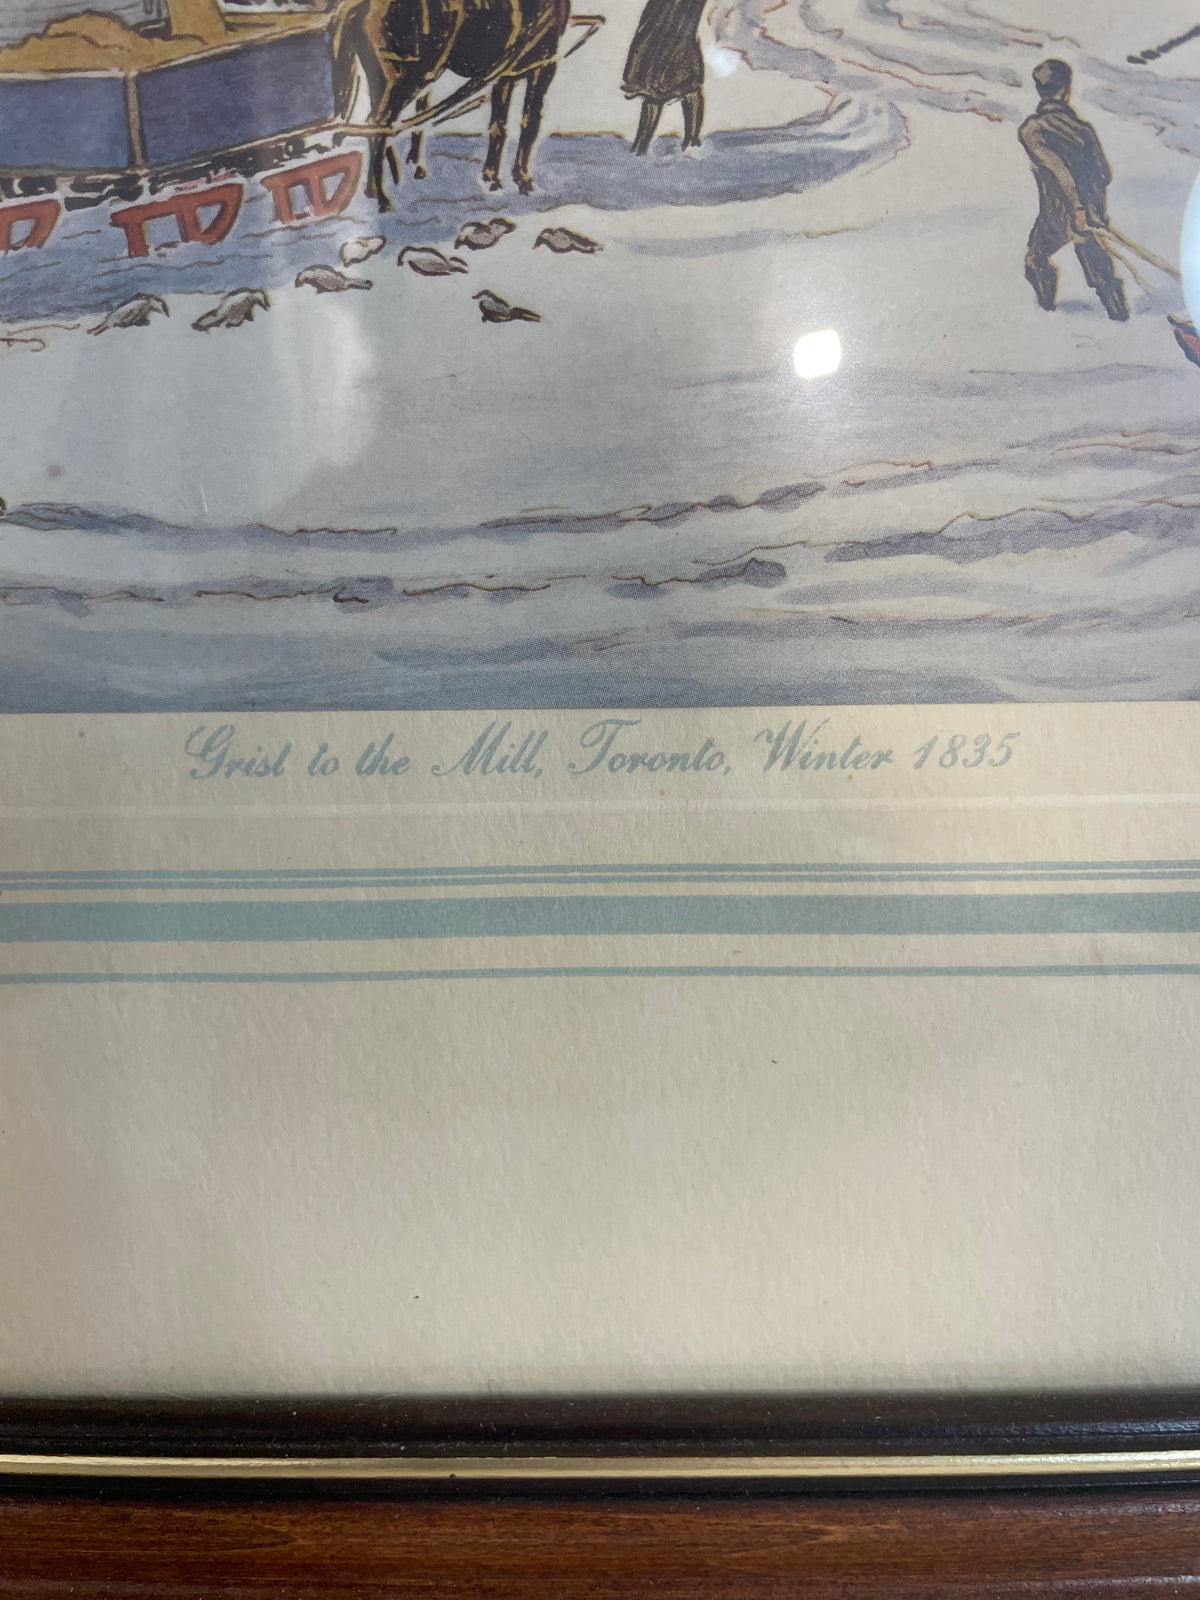 Grist to the Mill, Toronto, Winter 1835